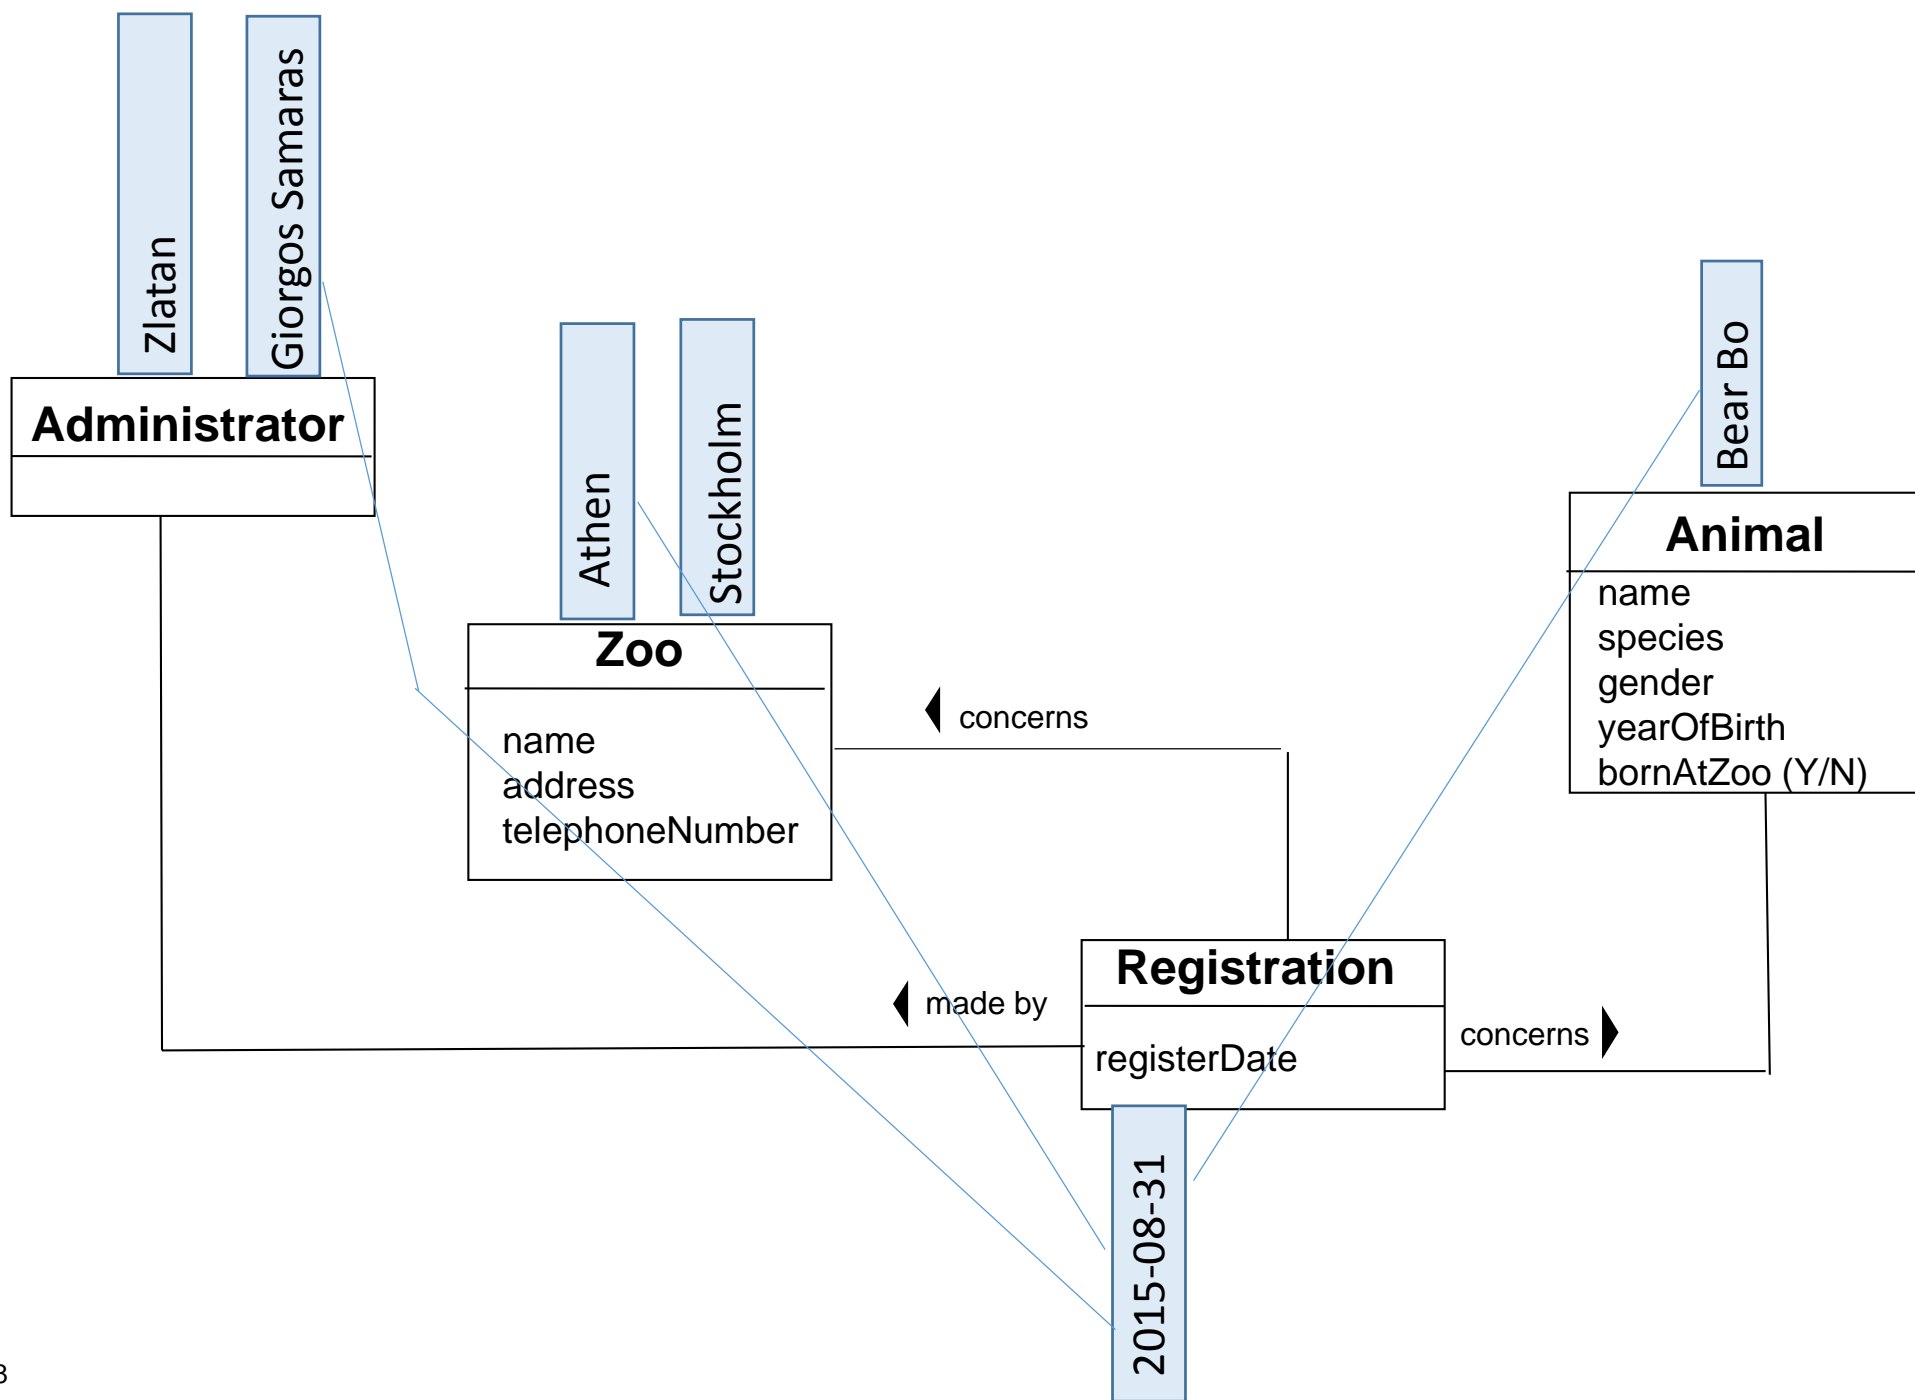 Zlatan
Giorgos Samaras
Administrator
Athen
Stockholm
Zoo
name
address
telephoneNumber
concerns
Bear Bo
Animal
name
species
gender
yearOfBirth
bornAtZoo (Y/N)
Registration
registerDate
made by
concerns
2015-08-31